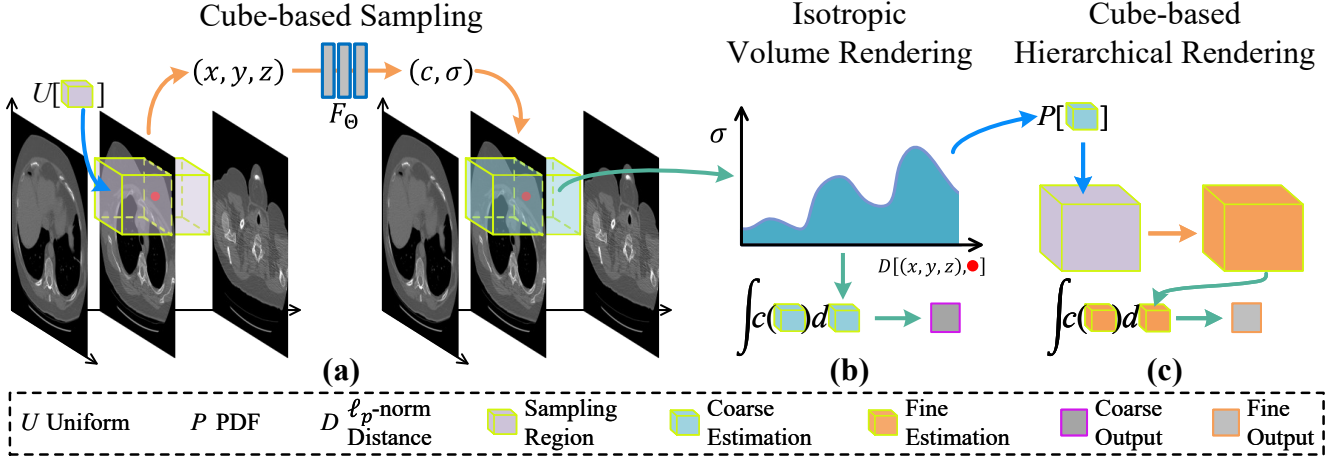 Cube-based Sampling
Isotropic
Volume Rendering
Cube-based
Hierarchical Rendering
U[ ]
(x, y, z)
F_Θ
(c, σ)
σ
D[(x, y, z), ]
P[ ]
∫c( )d
∫c( )d
(a)
(b)
(c)
U Uniform
P PDF
D ℓₚ-norm
Distance
Sampling
Region
Coarse
Estimation
Fine
Estimation
Coarse
Output
Fine
Output